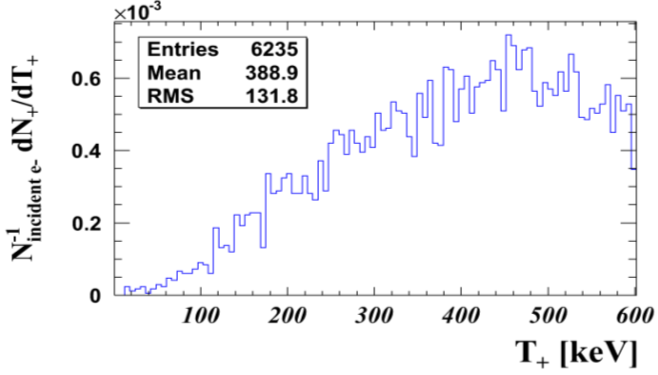 ×10⁻³
N⁻¹incident e- dN₊/dT₊
Entries 6235
Mean 388.9
RMS 131.8
0.6
0.4
0.2
0
100 200 300 400 500 600
T₊ [keV]